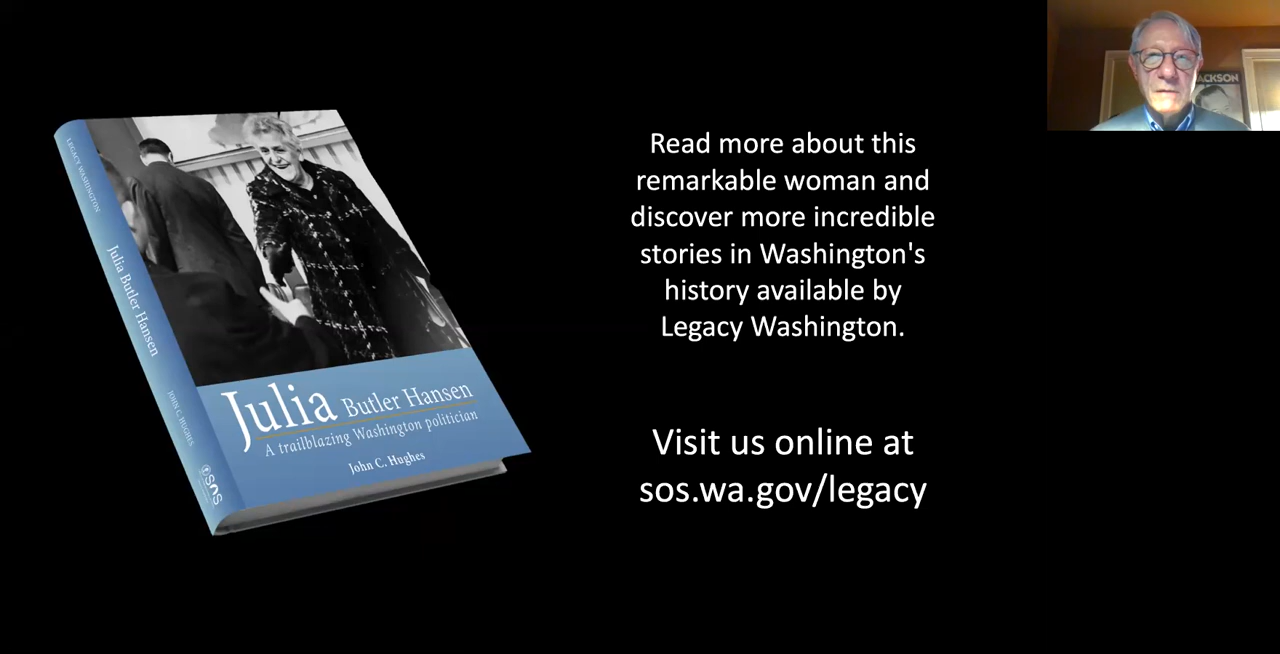 LEGACY WASHINGTON
Julia Butler Hansen
JOHN C. HUGHES
SOS
Julia Butler Hansen
A trailblazing Washington politician
John C. Hughes
Read more about this
remarkable woman and
discover more incredible
stories in Washington's
history available by
Legacy Washington.
Visit us online at
sos.wa.gov/legacy
ACKSON